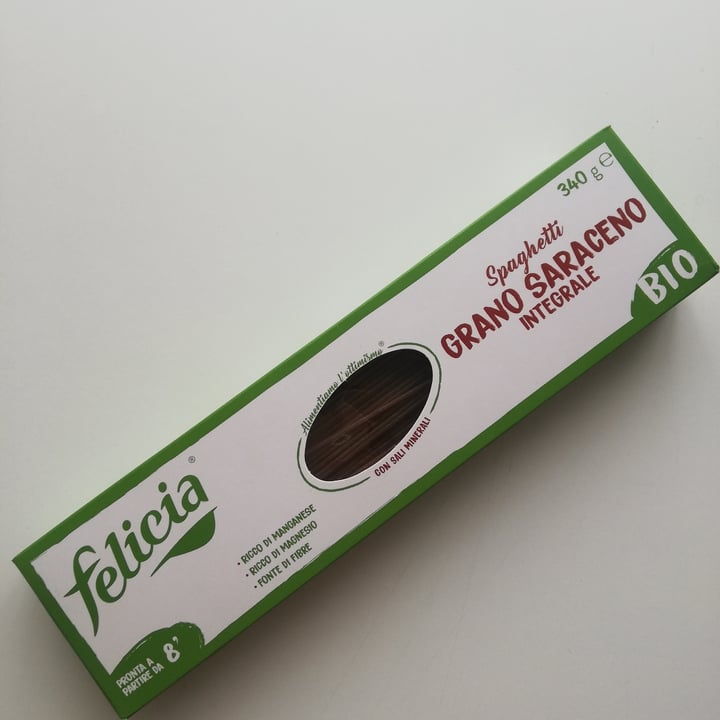 340 g ℮
Spaghetti
GRANO SARACENO
INTEGRALE
BIO
Alimentiamo l'ottimismo®
CON SALI MINERALI
felicia®
• RICCO DI MANGANESE
• RICCO DI MAGNESIO
• FONTE DI FIBRE
PRONTA A
PARTIRE DA 8'